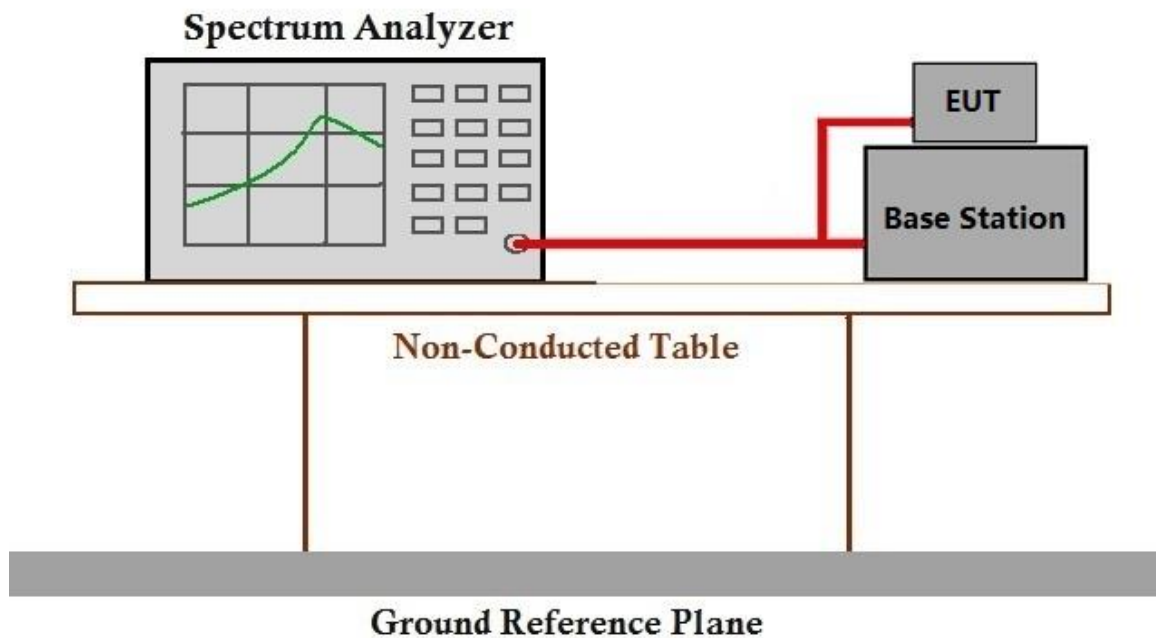 Spectrum Analyzer
EUT
Base Station
Non-Conducted Table
Ground Reference Plane